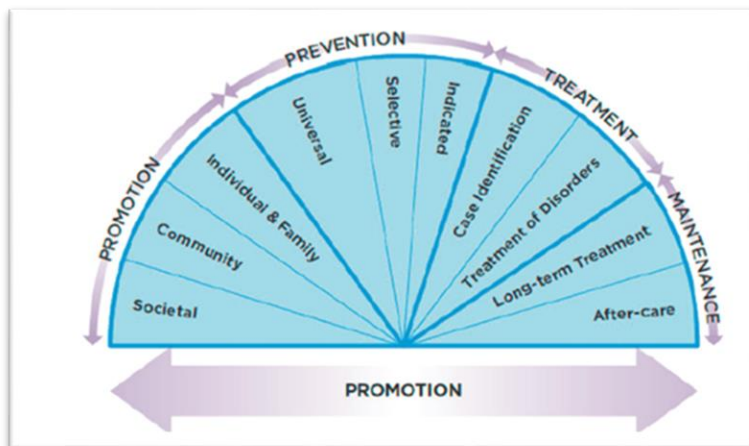 PROMOTION
PREVENTION
TREATMENT
MAINTENANCE
Societal
Community
Individual & Family
Universal
Selective
Indicated
Case Identification
Treatment of Disorders
Long-term Treatment
After-care
PROMOTION